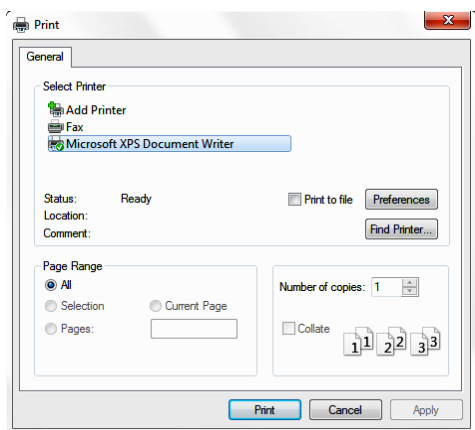 Print
x
General
Select Printer
Add Printer
Fax
Microsoft XPS Document Writer
Status: Ready
Print to file
Preferences
Location:
Comment:
Find Printer...
Page Range
All
Selection
Current Page
Pages:
Number of copies: 1
Collate
1 1 2 2 3 3
Print
Cancel
Apply